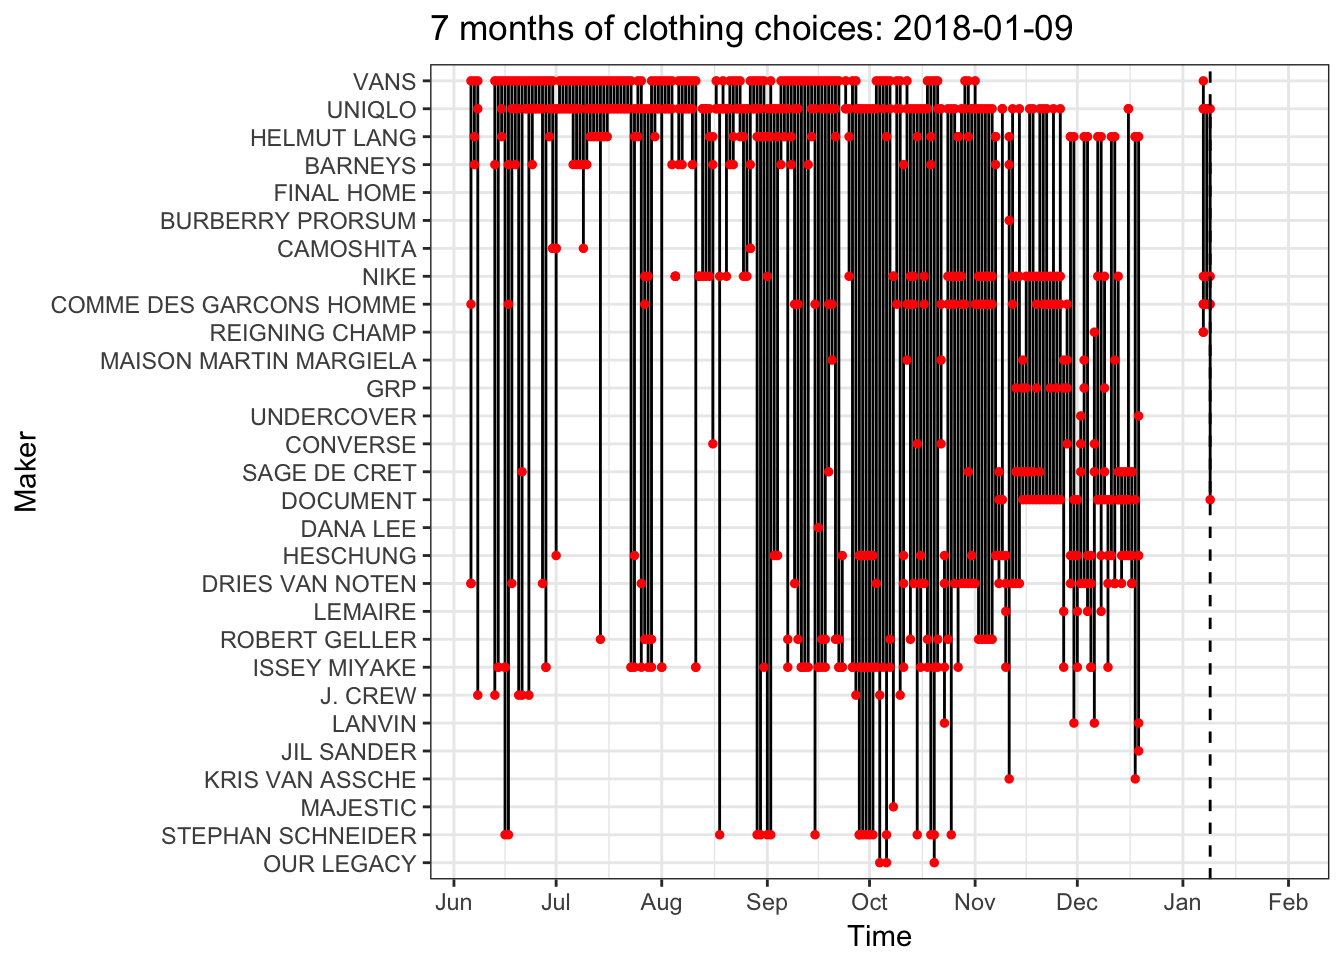 7 months of clothing choices: 2018-01-09
VANS
UNIQLO
HELMUT LANG
BARNEYS
FINAL HOME
BURBERRY PRORSUM
CAMOSHITA
NIKE
COMME DES GARCONS HOMME
REIGNING CHAMP
MAISON MARTIN MARGIELA
GRP
UNDERCOVER
CONVERSE
SAGE DE CRET
DOCUMENT
DANA LEE
HESCHUNG
DRIES VAN NOTEN
LEMAIRE
ROBERT GELLER
ISSEY MIYAKE
J. CREW
LANVIN
JIL SANDER
KRIS VAN ASSCHE
MAJESTIC
STEPHAN SCHNEIDER
OUR LEGACY
Maker
Jun Jul Aug Sep Oct Nov Dec Jan Feb
Time